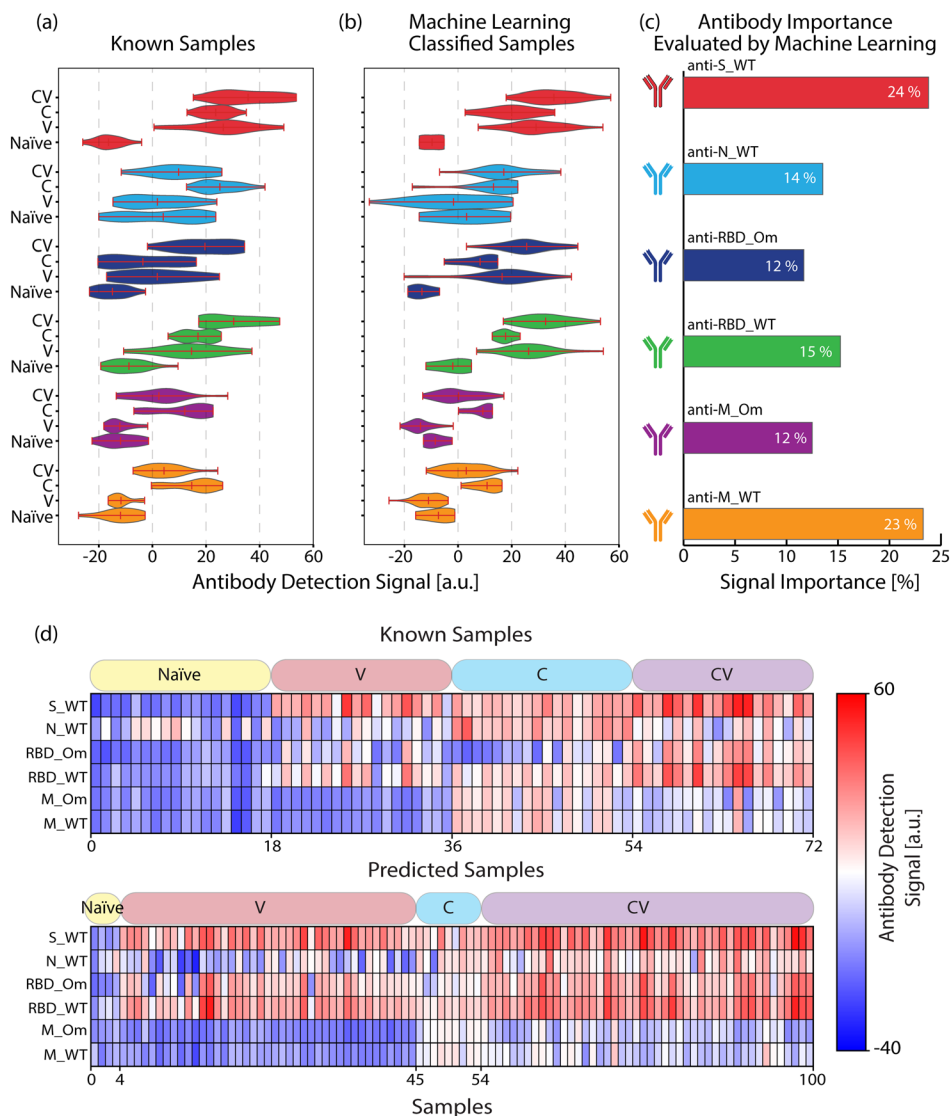 (a)
Known Samples
(b)
Machine Learning
Classified Samples
(c)
Antibody Importance
Evaluated by Machine Learning
CV
C
V
Naïve
CV
C
V
Naïve
CV
C
V
Naïve
CV
C
V
Naïve
CV
C
V
Naïve
CV
C
V
Naïve
-20 0 20 40 60
-20 0 20 40 60
Antibody Detection Signal [a.u.]
anti-S_WT
24 %
anti-N_WT
14 %
anti-RBD_Om
12 %
anti-RBD_WT
15 %
anti-M_Om
12 %
anti-M_WT
23 %
0 5 10 15 20 25
Signal Importance [%]
(d)
Known Samples
Naïve V C CV
S_WT
N_WT
RBD_Om
RBD_WT
M_Om
M_WT
0 18 36 54 72
Predicted Samples
Naïve V C CV
S_WT
N_WT
RBD_Om
RBD_WT
M_Om
M_WT
0 4 45 54 100
Samples
60
Antibody Detection
Signal [a.u.]
-40